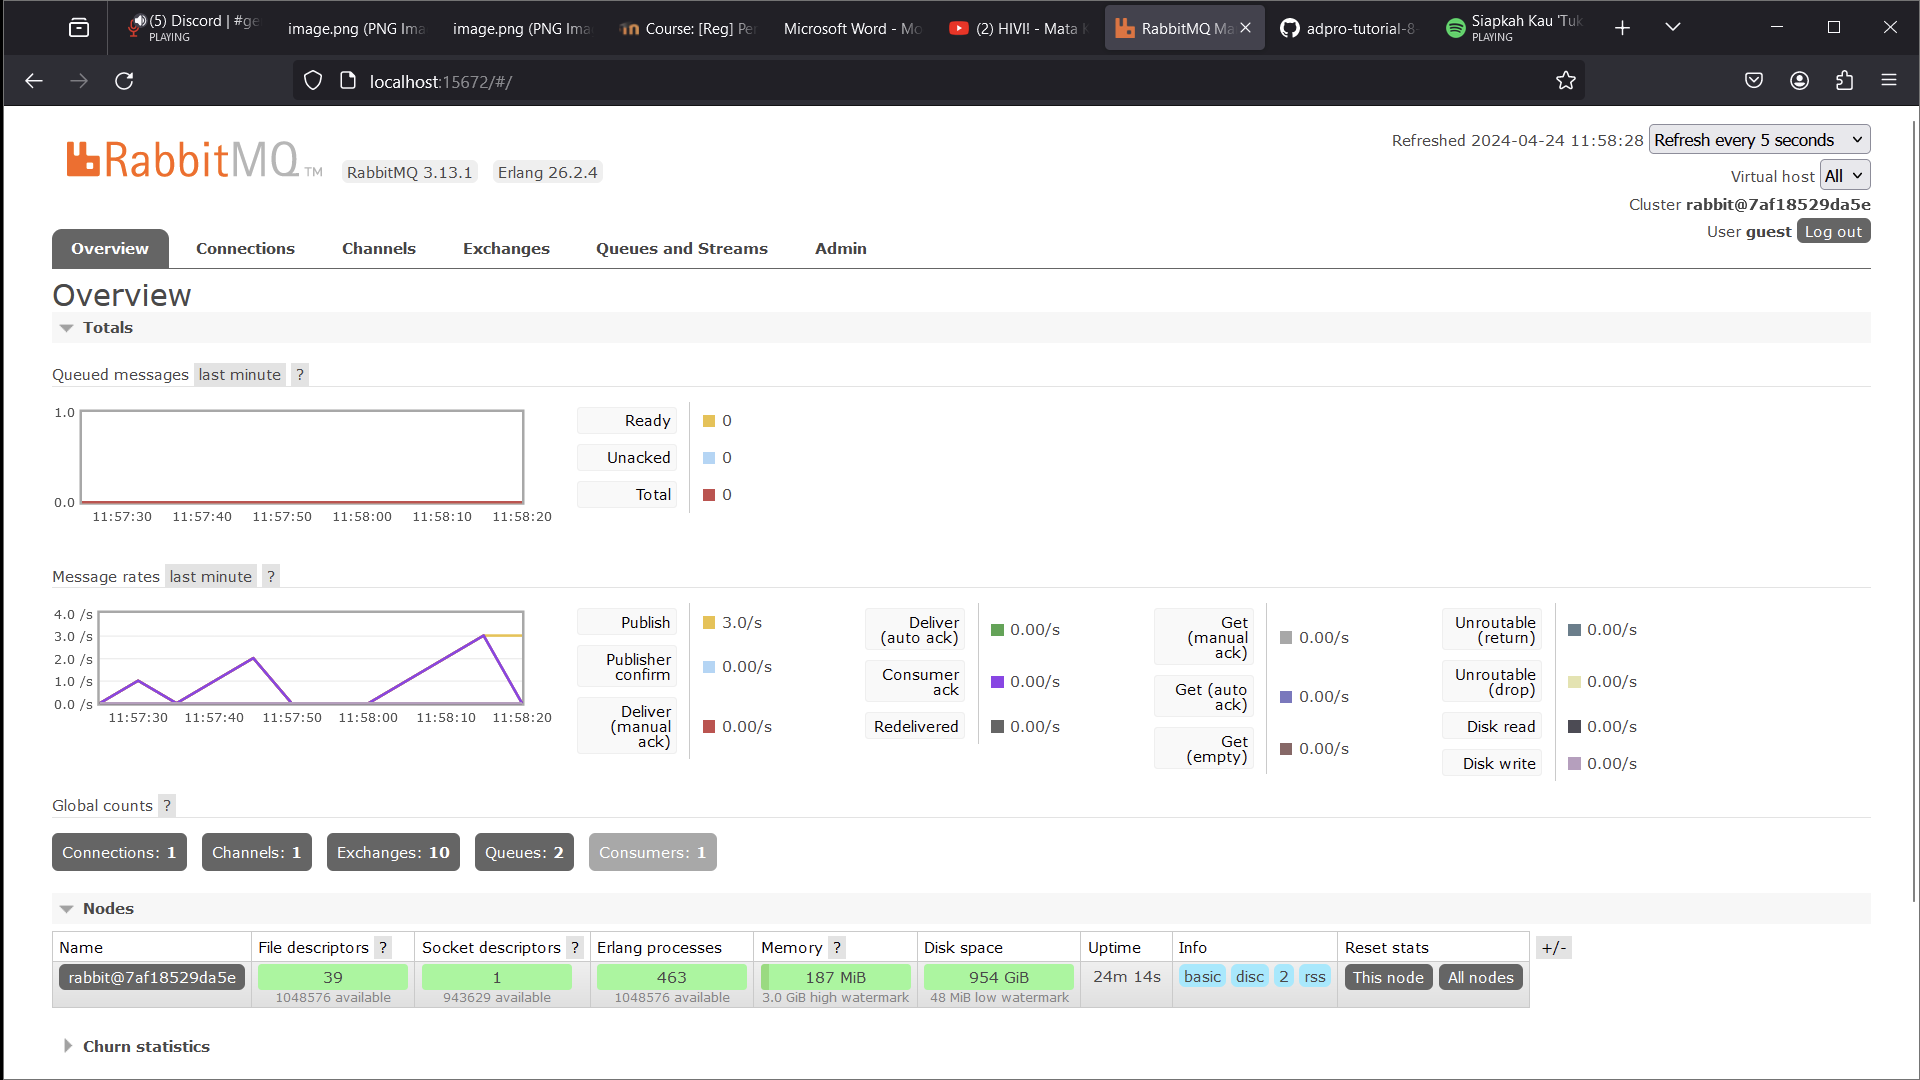 (5) Discord | #ge
PLAYING
image.png (PNG Ima
image.png (PNG Ima
Course: [Reg] Pe
Microsoft Word - Mo
(2) HIVI! - Mata K
RabbitMQ Ma
adpro-tutorial-8-
Siapkah Kau 'Tuk
PLAYING
localhost:15672/#/
RabbitMQ TM
RabbitMQ 3.13.1
Erlang 26.2.4
Refreshed 2024-04-24 11:58:28 Refresh every 5 seconds
Virtual host All
Cluster rabbit@7af18529da5e
User guest Log out
Overview
Connections
Channels
Exchanges
Queues and Streams
Admin
Overview
Totals
Queued messages last minute ?
1.0
0.0
11:57:30 11:57:40 11:57:50 11:58:00 11:58:10 11:58:20
Ready 0
Unacked 0
Total 0
Message rates last minute ?
4.0 /s
3.0 /s
2.0 /s
1.0 /s
0.0 /s
11:57:30 11:57:40 11:57:50 11:58:00 11:58:10 11:58:20
Publish 3.0/s
Publisher confirm 0.00/s
Deliver (manual ack) 0.00/s
Deliver (auto ack) 0.00/s
Consumer ack 0.00/s
Redelivered 0.00/s
Get (manual ack) 0.00/s
Get (auto ack) 0.00/s
Get (empty) 0.00/s
Unroutable (return) 0.00/s
Unroutable (drop) 0.00/s
Disk read 0.00/s
Disk write 0.00/s
Global counts ?
Connections: 1
Channels: 1
Exchanges: 10
Queues: 2
Consumers: 1
Nodes
Name File descriptors ? Socket descriptors ? Erlang processes Memory ? Disk space Uptime Info Reset stats +/-
rabbit@7af18529da5e 39 1 463 187 MiB 954 GiB 24m 14s basic disc 2 rss This node All nodes
1048576 available 943629 available 1048576 available 3.0 GiB high watermark 48 MiB low watermark
Churn statistics